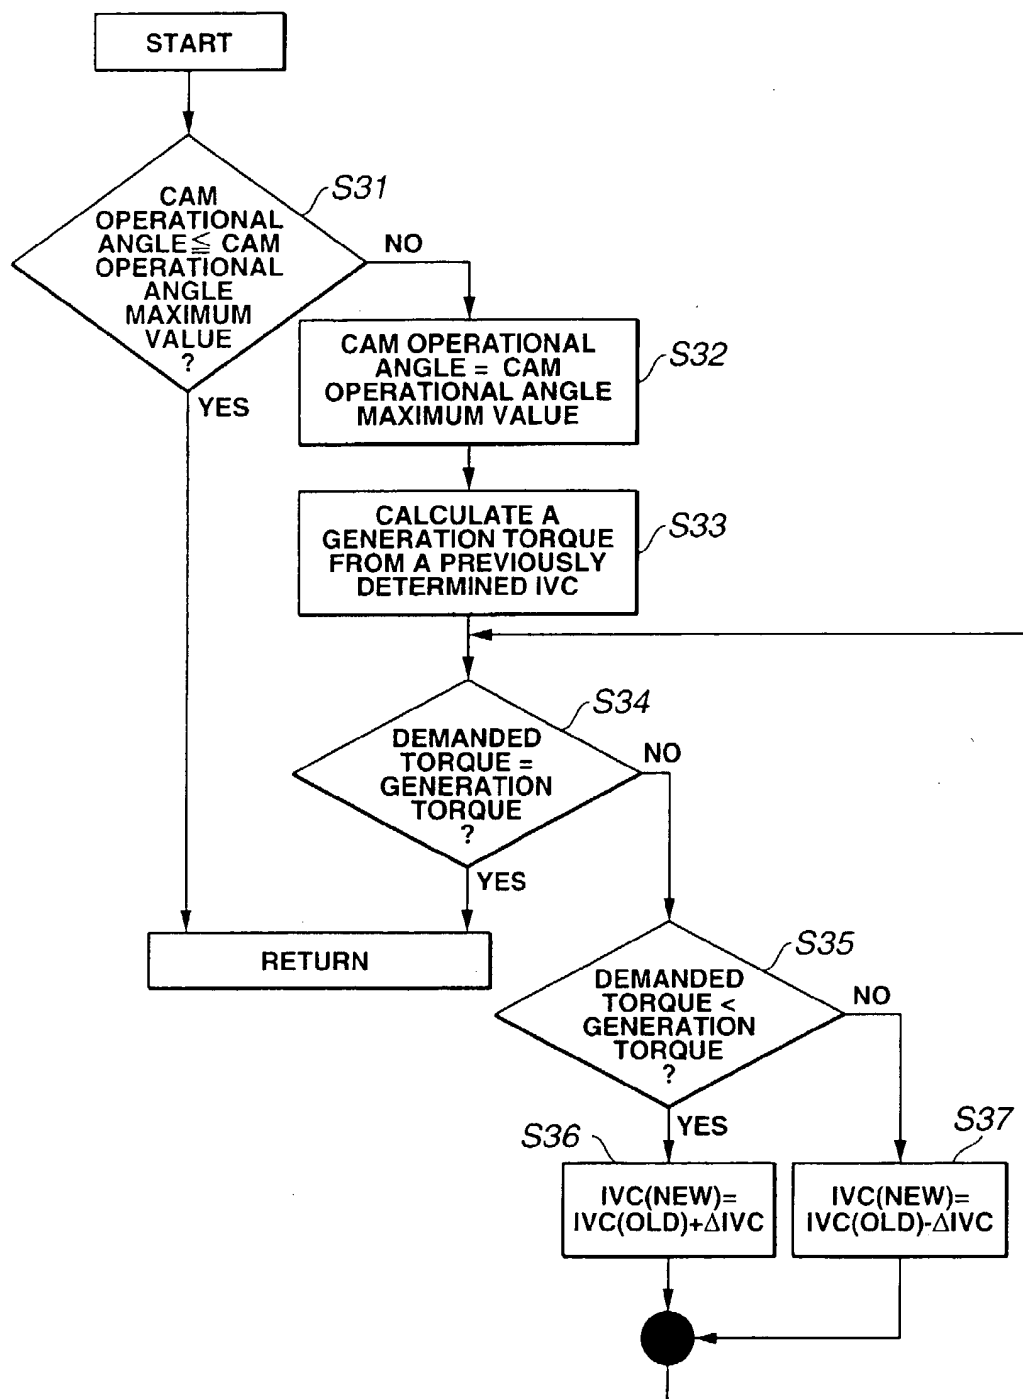 START
S31
CAM
OPERATIONAL
ANGLE≦ CAM
OPERATIONAL
ANGLE
MAXIMUM
VALUE
?
NO
YES
S32
CAM OPERATIONAL
ANGLE = CAM
OPERATIONAL ANGLE
MAXIMUM VALUE
S33
CALCULATE A
GENERATION TORQUE
FROM A PREVIOUSLY
DETERMINED IVC
S34
DEMANDED
TORQUE =
GENERATION
TORQUE
?
NO
YES
RETURN
S35
DEMANDED
TORQUE <
GENERATION
TORQUE
?
NO
YES
S36
IVC(NEW)=
IVC(OLD)+ΔIVC
S37
IVC(NEW)=
IVC(OLD)-ΔIVC